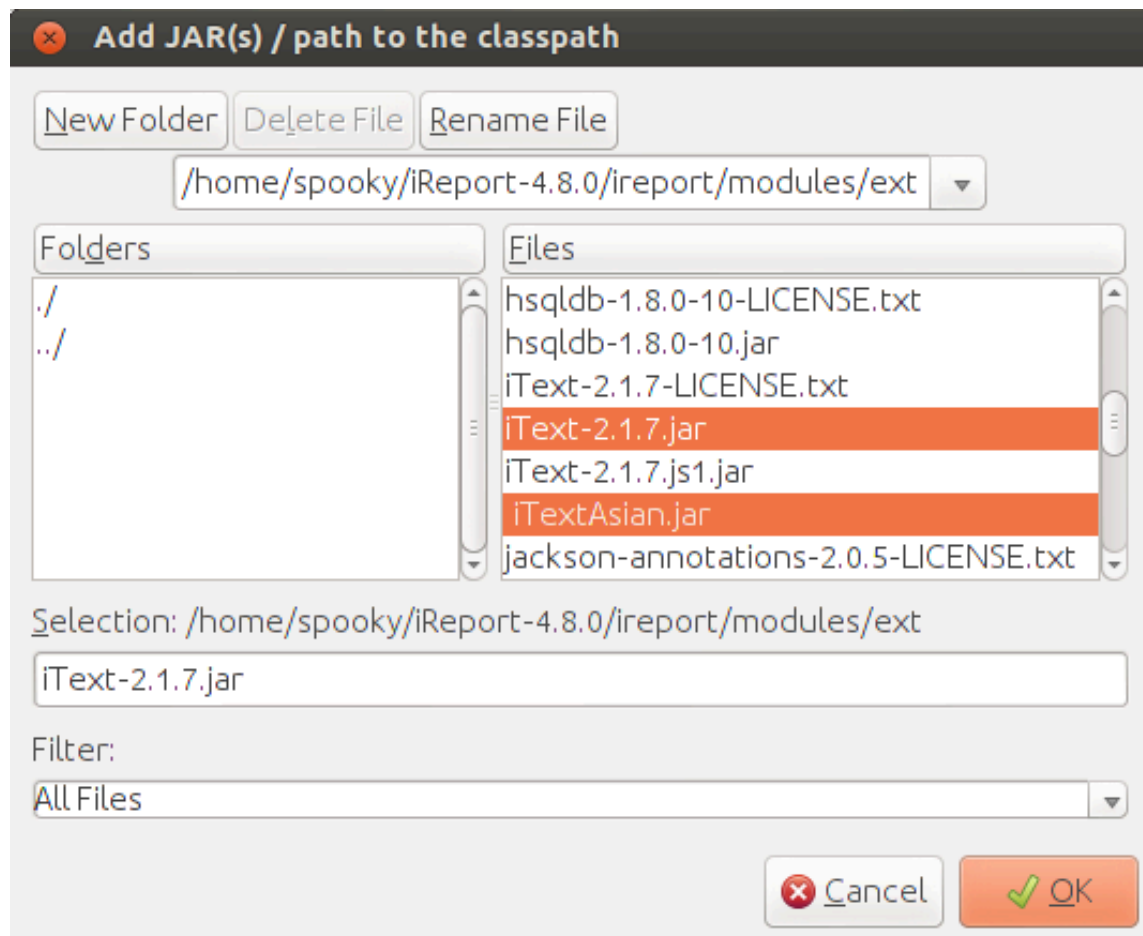 Add JAR(s) / path to the classpath
New Folder Delete File Rename File
/home/spooky/iReport-4.8.0/ireport/modules/ext
Folders
./
../
Files
hsqldb-1.8.0-10-LICENSE.txt
hsqldb-1.8.0-10.jar
iText-2.1.7-LICENSE.txt
iText-2.1.7.jar
iText-2.1.7.js1.jar
iTextAsian.jar
jackson-annotations-2.0.5-LICENSE.txt
Selection: /home/spooky/iReport-4.8.0/ireport/modules/ext
iText-2.1.7.jar
Filter:
All Files
Cancel OK